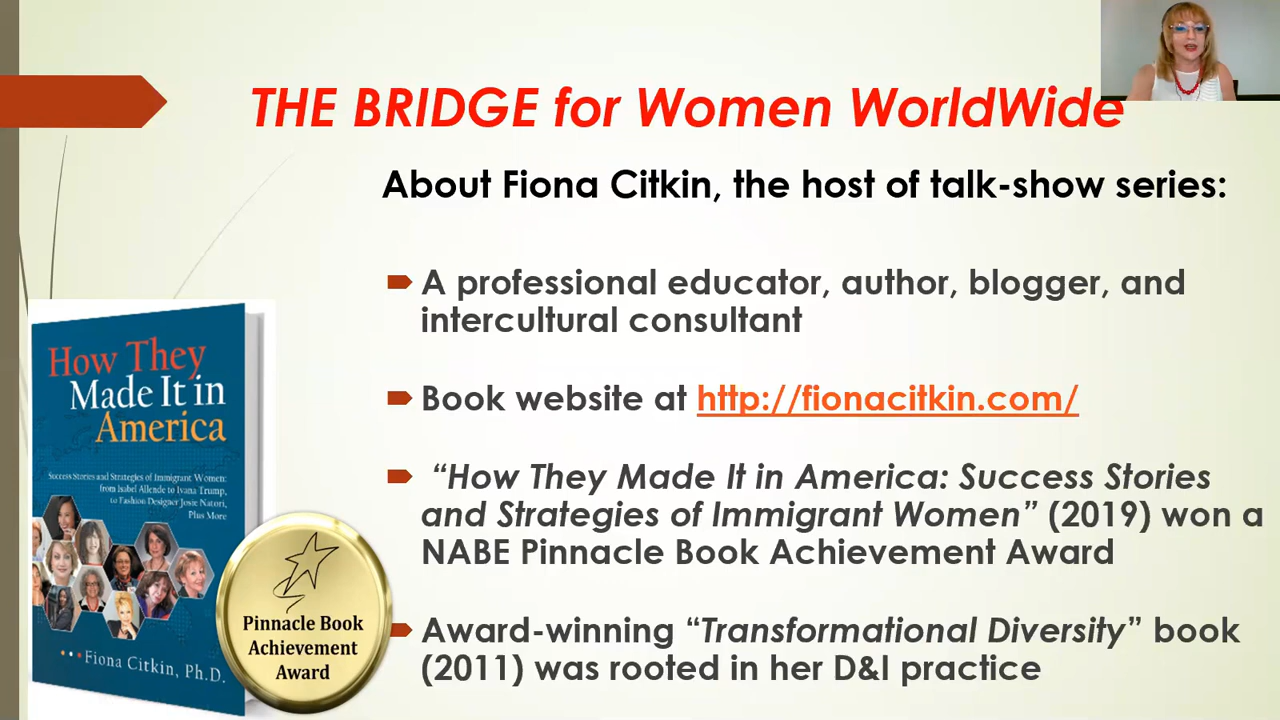 THE BRIDGE for Women WorldWide
About Fiona Citkin, the host of talk-show series:
A professional educator, author, blogger, and
intercultural consultant
Book website at http://fionacitkin.com/
“How They Made It in America: Success Stories
and Strategies of Immigrant Women” (2019) won a
NABE Pinnacle Book Achievement Award
Award-winning “Transformational Diversity” book
(2011) was rooted in her D&I practice
How They
Made It in
America
Success Stories and Strategies of Immigrant Women:
from Isabel Allende to Ivana Trump,
to Fashion Designer Josie Natori,
Plus More
Fiona Citkin, Ph.D.
Pinnacle Book
Achievement
Award